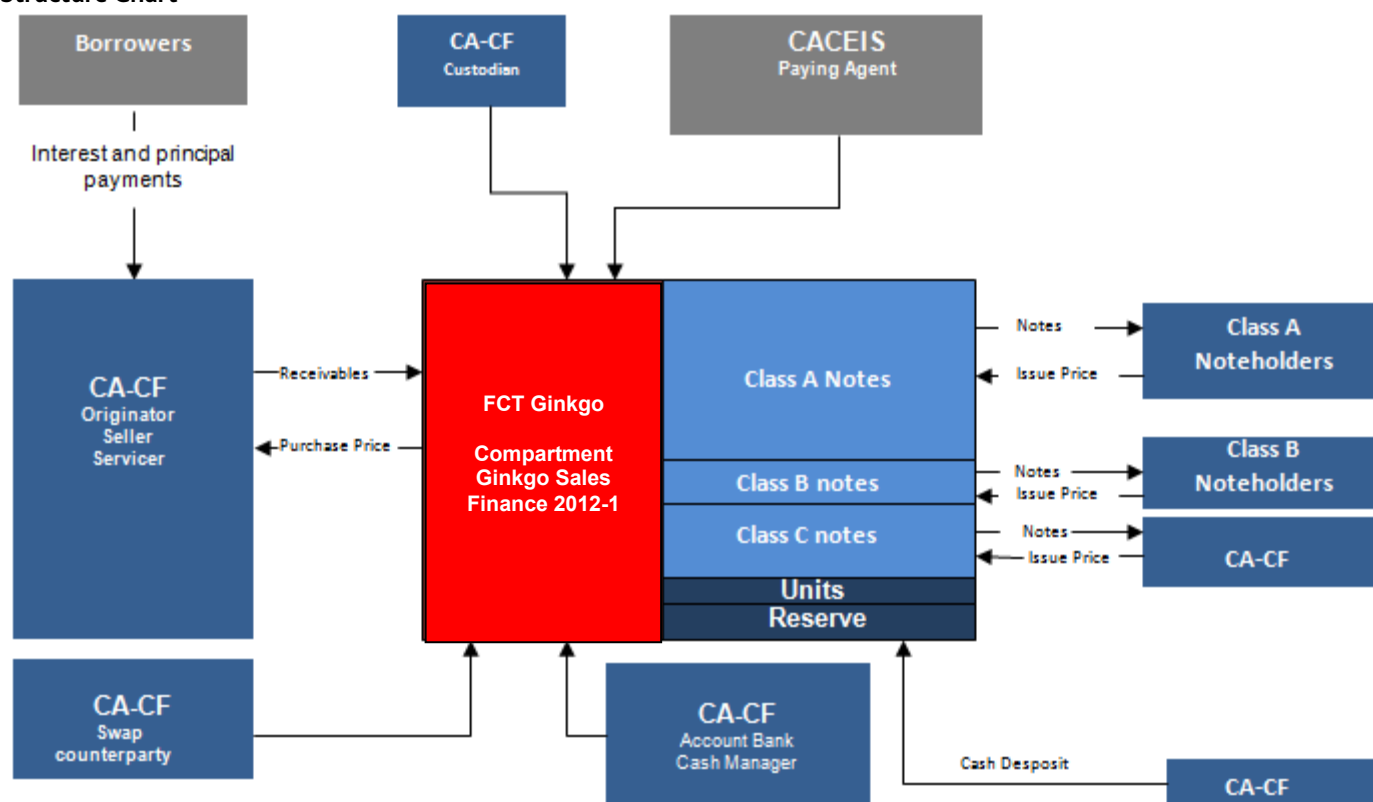 Structure Chart
Borrowers
CA-CF
Custodian
CACEIS
Paying Agent
Interest and principal
payments
CA-CF
Originator
Seller
Servicer
Receivables
Purchase Price
FCT Ginkgo
Compartment
Ginkgo Sales
Finance 2012-1
Class A Notes
Class B notes
Class C notes
Units
Reserve
Notes
Issue Price
Class A
Noteholders
Notes
Issue Price
Class B
Noteholders
Notes
Issue Price
CA-CF
CA-CF
Swap
counterparty
CA-CF
Account Bank
Cash Manager
Cash Desposit
CA-CF